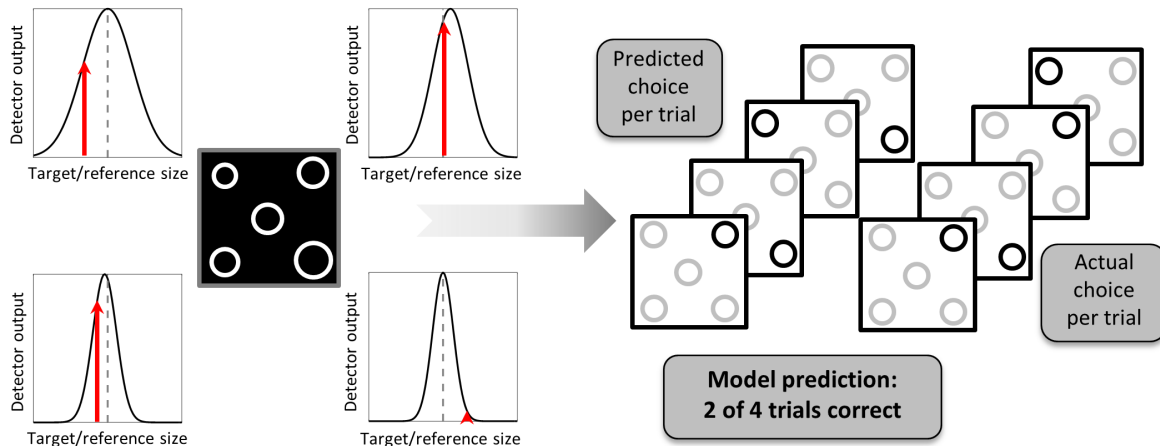 Detector output
Target/reference size
Detector output
Target/reference size
Detector output
Target/reference size
Detector output
Target/reference size
Predicted
choice
per trial
Actual
choice
per trial
Model prediction:
2 of 4 trials correct